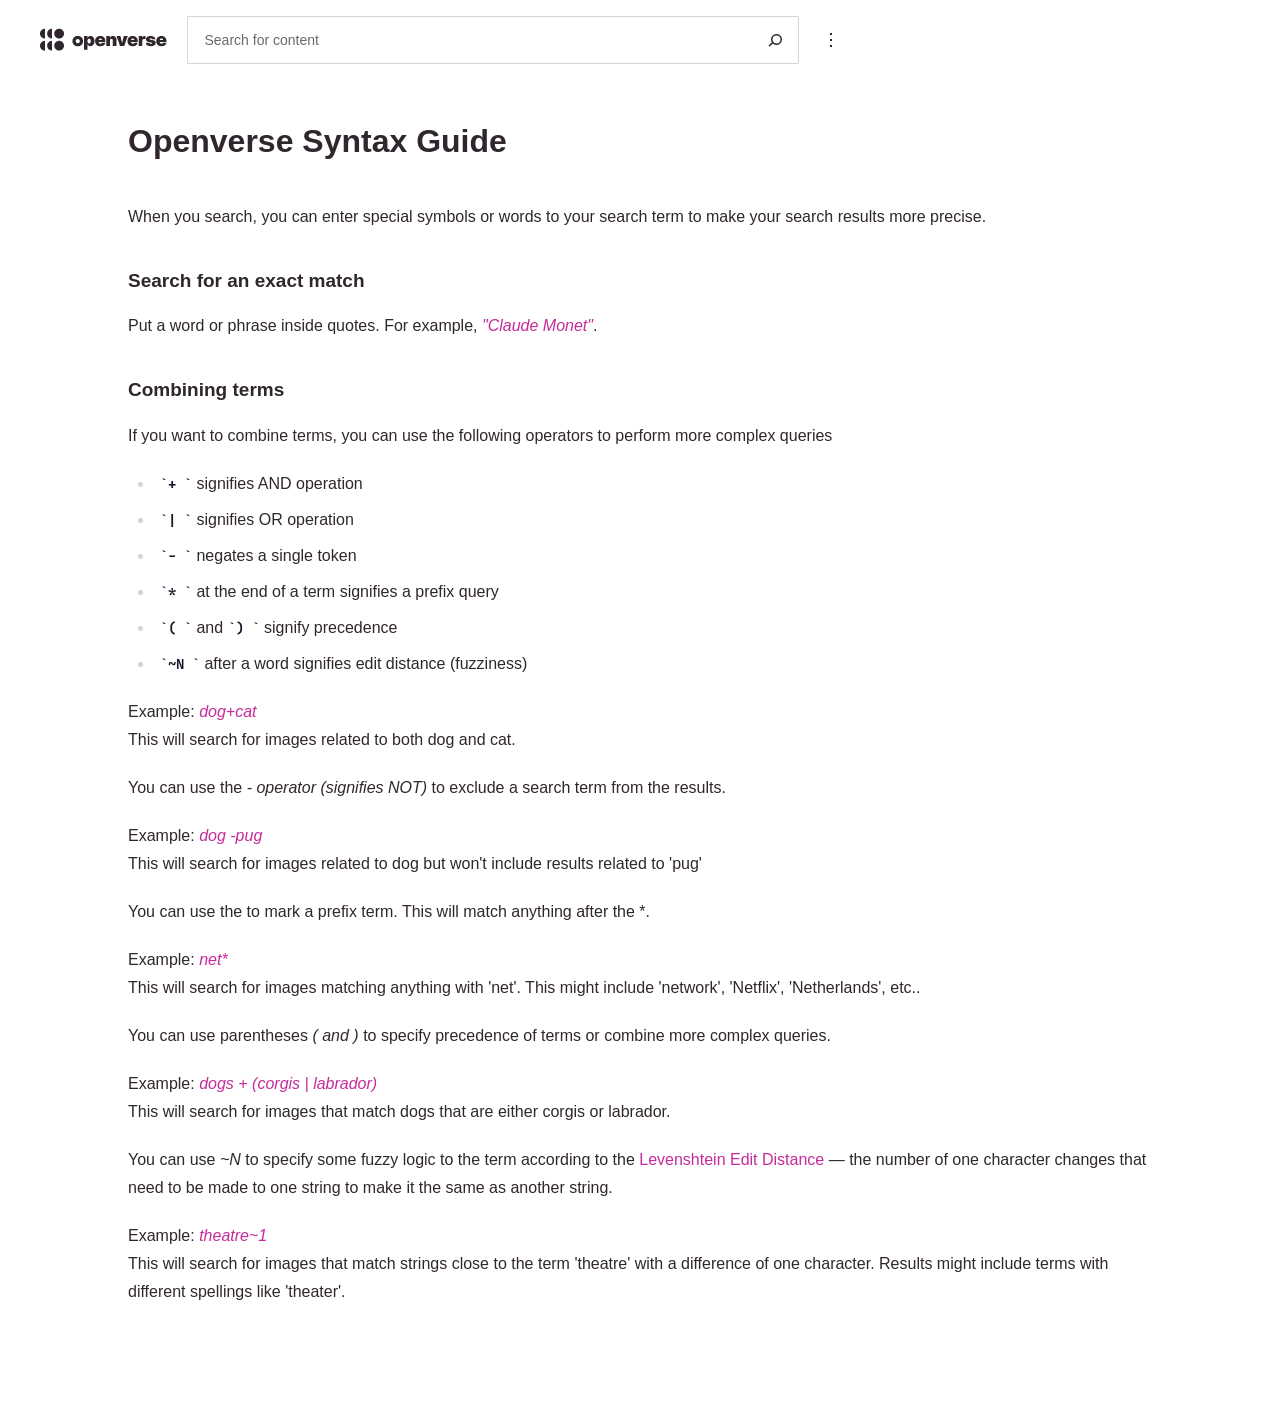 openverse
Search for content
Openverse Syntax Guide
When you search, you can enter special symbols or words to your search term to make your search results more precise.
Search for an exact match
Put a word or phrase inside quotes. For example, "Claude Monet".
Combining terms
If you want to combine terms, you can use the following operators to perform more complex queries
`+ ` signifies AND operation
`| ` signifies OR operation
`- ` negates a single token
`* ` at the end of a term signifies a prefix query
`( ` and `) ` signify precedence
`~N ` after a word signifies edit distance (fuzziness)
Example: dog+cat
This will search for images related to both dog and cat.
You can use the - operator (signifies NOT) to exclude a search term from the results.
Example: dog -pug
This will search for images related to dog but won't include results related to 'pug'
You can use the to mark a prefix term. This will match anything after the *.
Example: net*
This will search for images matching anything with 'net'. This might include 'network', 'Netflix', 'Netherlands', etc..
You can use parentheses ( and ) to specify precedence of terms or combine more complex queries.
Example: dogs + (corgis | labrador)
This will search for images that match dogs that are either corgis or labrador.
You can use ~N to specify some fuzzy logic to the term according to the Levenshtein Edit Distance — the number of one character changes that
need to be made to one string to make it the same as another string.
Example: theatre~1
This will search for images that match strings close to the term 'theatre' with a difference of one character. Results might include terms with
different spellings like 'theater'.